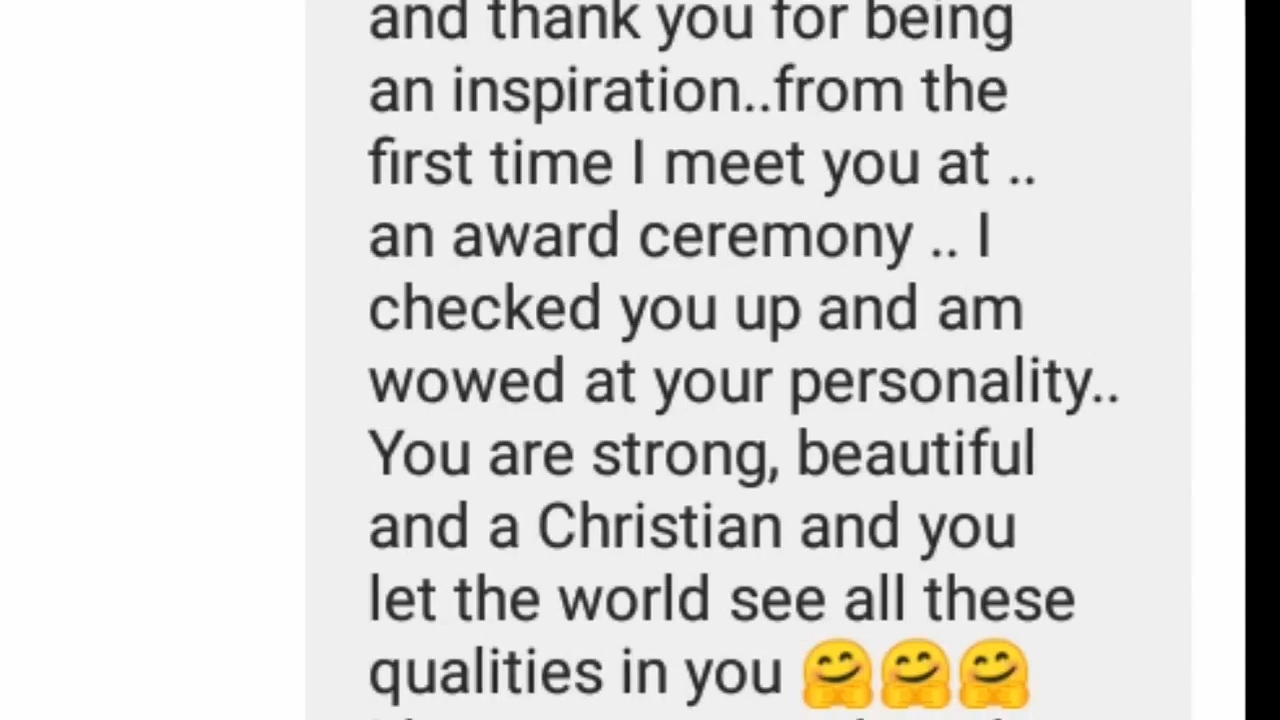 and thank you for being
an inspiration..from the
first time I meet you at ..
an award ceremony .. I
checked you up and am
wowed at your personality..
You are strong, beautiful
and a Christian and you
let the world see all these
qualities in you 🤗🤗🤗